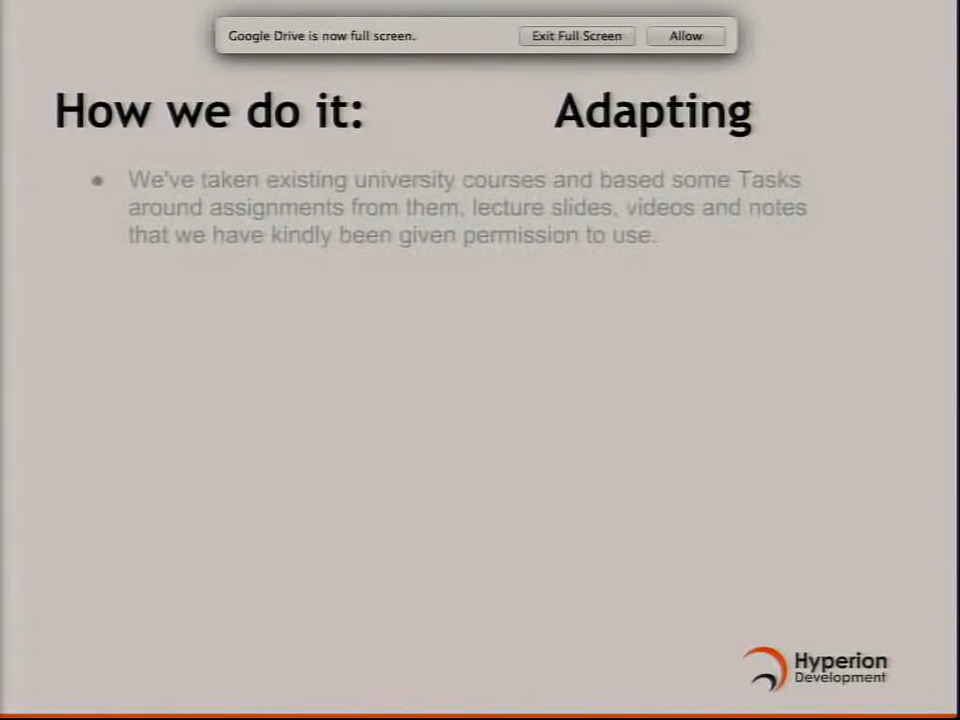 Google Drive is now full screen.
Exit Full Screen
Allow
How we do it: Adapting
● We've taken existing university courses and based some Tasks
around assignments from them, lecture slides, videos and notes
that we have kindly been given permission to use.
Hyperion
Development